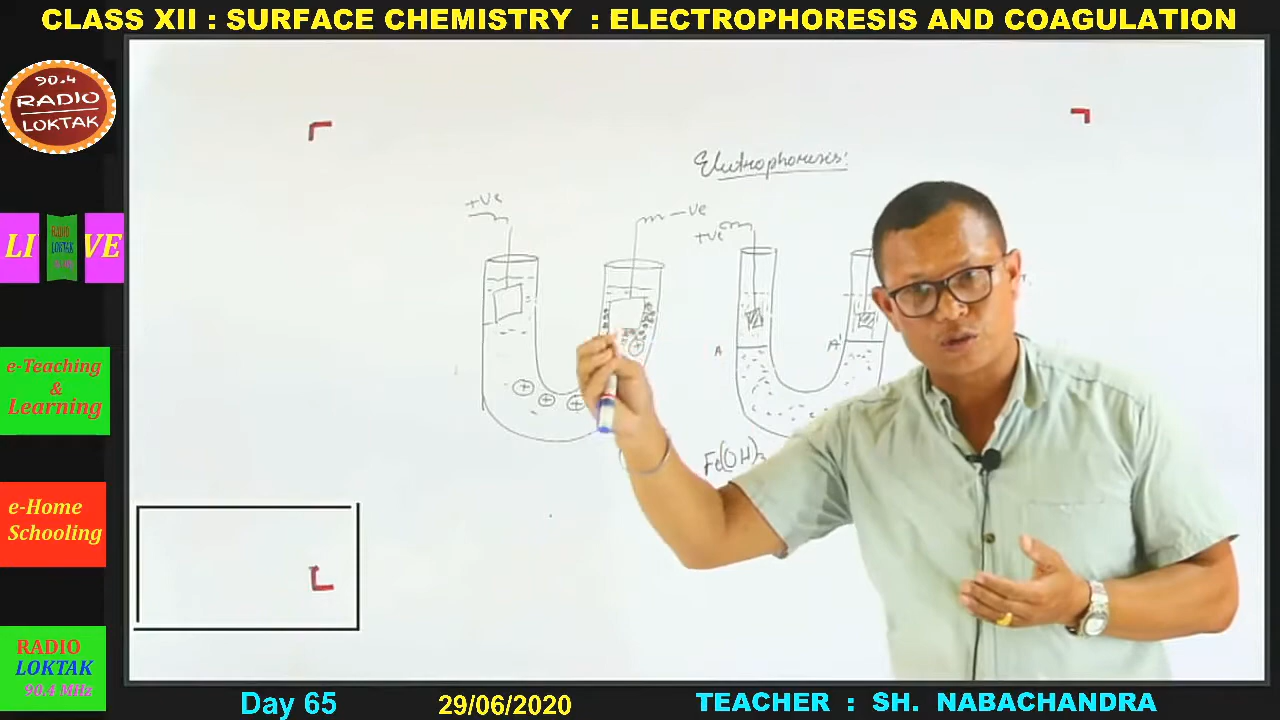 CLASS XII : SURFACE CHEMISTRY : ELECTROPHORESIS AND COAGULATION
90.4
RADIO
LOKTAK
LI VE
e-Teaching
&
Learning
e-Home
Schooling
RADIO
LOKTAK
90.4 MHz
Electrophoresis:
+ve
-ve
+ve
A
A'
+ + +
+
Fe(OH)3
Day 65
29/06/2020
TEACHER : SH. NABACHANDRA